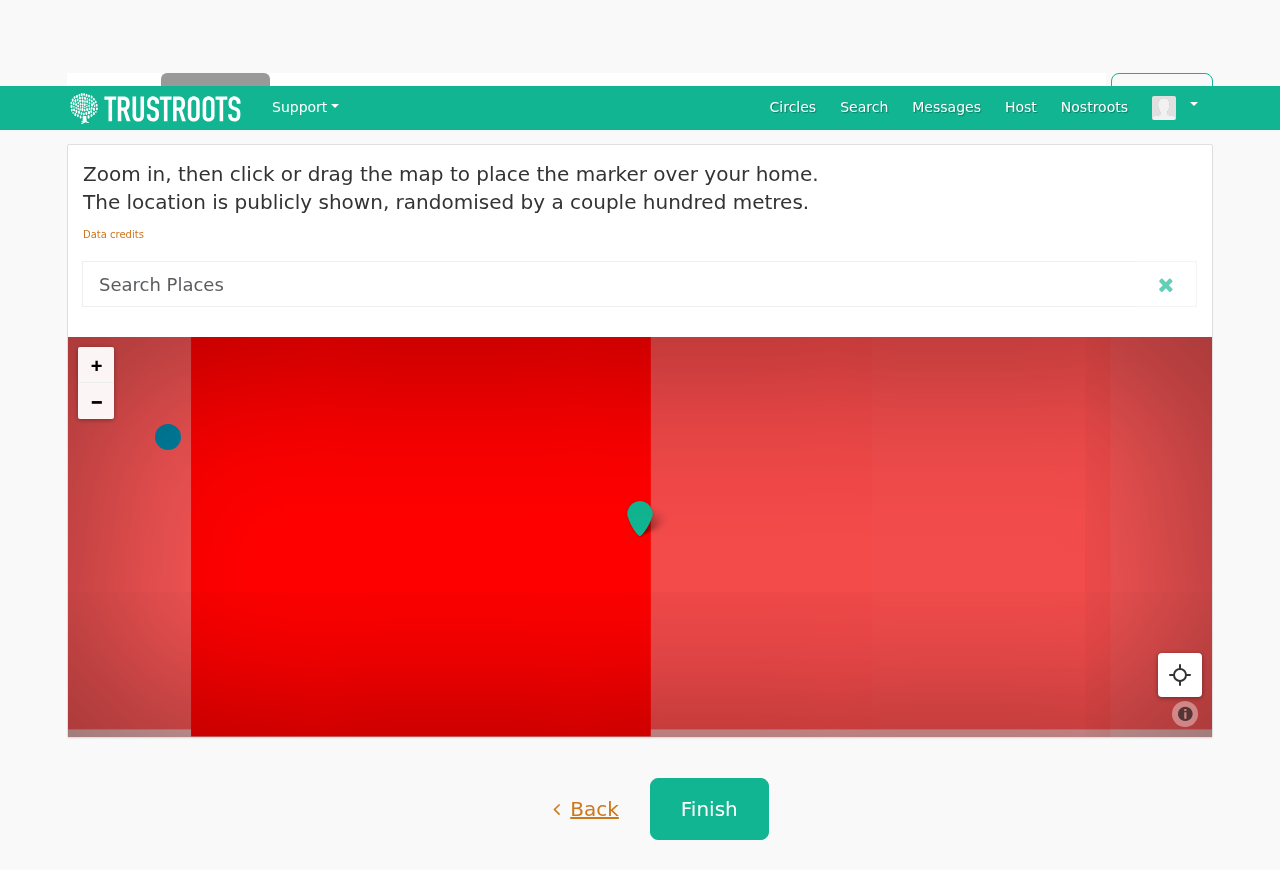 TRUSTROOTS
Support
Circles
Search
Messages
Host
Nostroots
Zoom in, then click or drag the map to place the marker over your home.
The location is publicly shown, randomised by a couple hundred metres.
Data credits
Search Places
+
−
Back
Finish